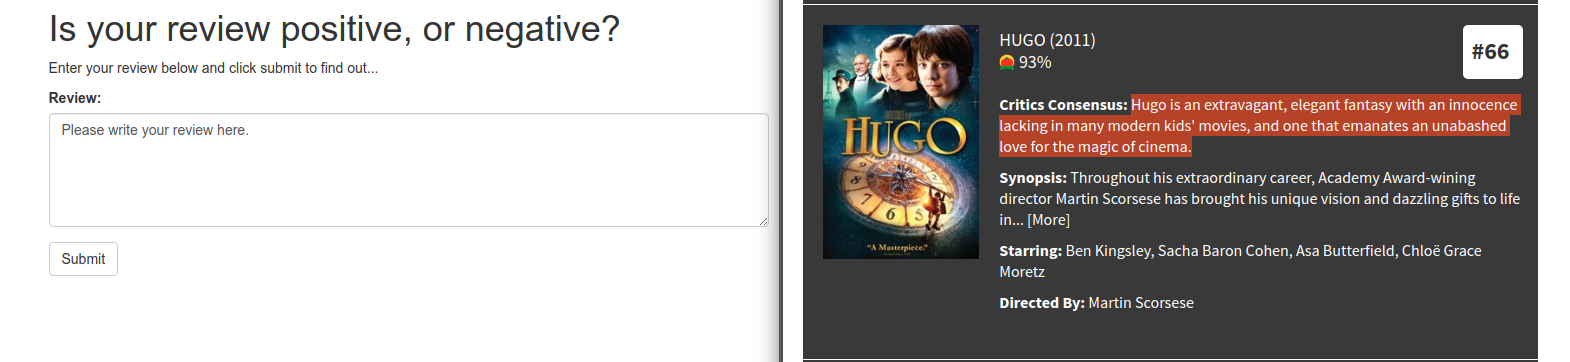 Is your review positive, or negative?
Enter your review below and click submit to find out...
Review:
Please write your review here.
Submit
HUGO
"A Masterpiece."
HUGO (2011)
93%
#66
Critics Consensus: Hugo is an extravagant, elegant fantasy with an innocence
lacking in many modern kids' movies, and one that emanates an unabashed
love for the magic of cinema.
Synopsis: Throughout his extraordinary career, Academy Award-wining
director Martin Scorsese has brought his unique vision and dazzling gifts to life
in... [More]
Starring: Ben Kingsley, Sacha Baron Cohen, Asa Butterfield, Chloë Grace
Moretz
Directed By: Martin Scorsese